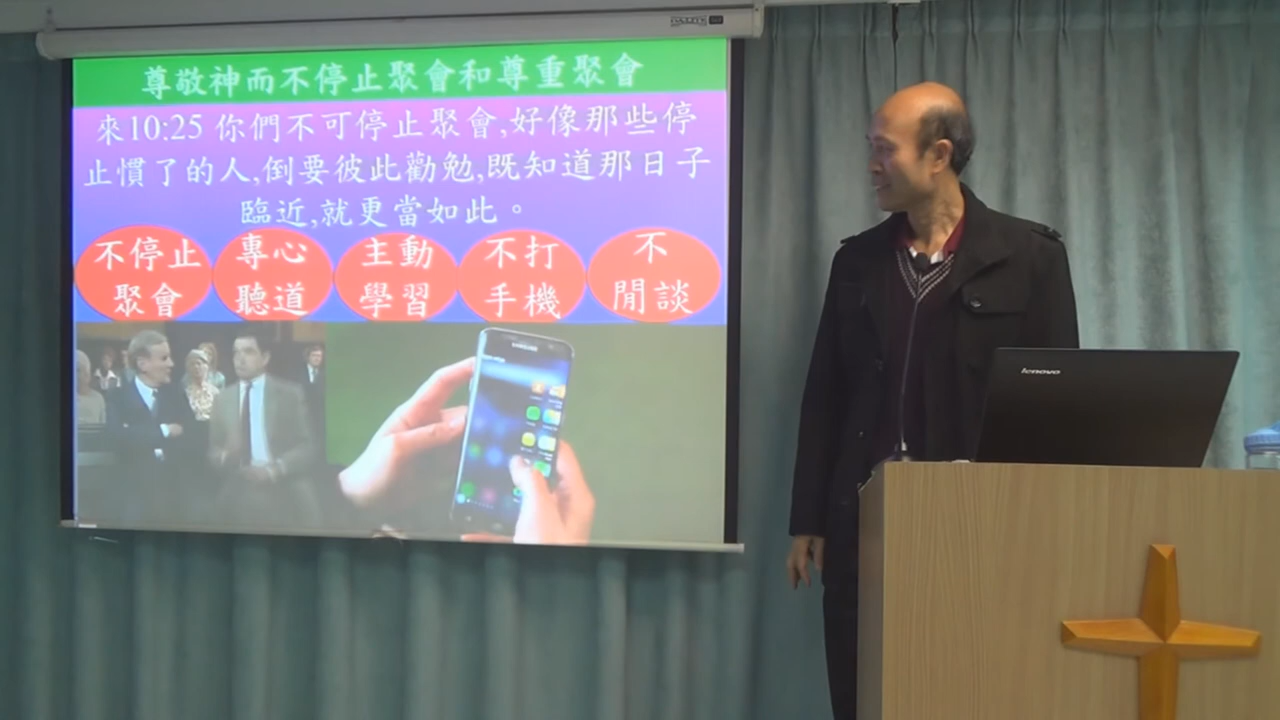 尊敬神而不停止聚會和尊重聚會
來10:25 你們不可停止聚會,好像那些停
止慣了的人,倒要彼此勸勉,既知道那日子
臨近,就更當如此。
不停止
聚會
專心
聽道
主動
學習
不打
手機
不
閒談
SAMSUNG
lenovo